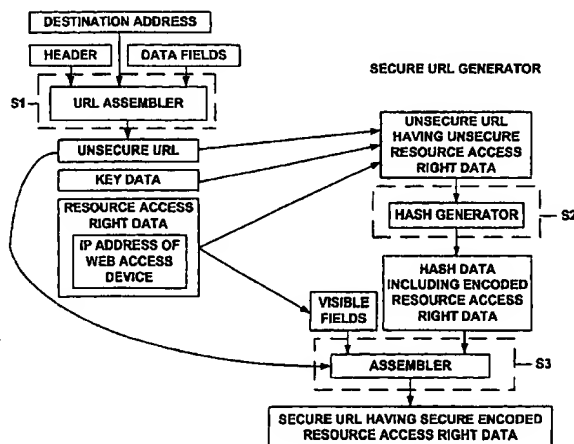 DESTINATION ADDRESS
HEADER
DATA FIELDS
S1
URL ASSEMBLER
UNSECURE URL
KEY DATA
RESOURCE ACCESS
RIGHT DATA
IP ADDRESS OF
WEB ACCESS
DEVICE
SECURE URL GENERATOR
UNSECURE URL
HAVING UNSECURE
RESOURCE ACCESS
RIGHT DATA
HASH GENERATOR
S2
HASH DATA
INCLUDING ENCODED
RESOURCE ACCESS
RIGHT DATA
VISIBLE
FIELDS
ASSEMBLER
S3
SECURE URL HAVING SECURE ENCODED
RESOURCE ACCESS RIGHT DATA